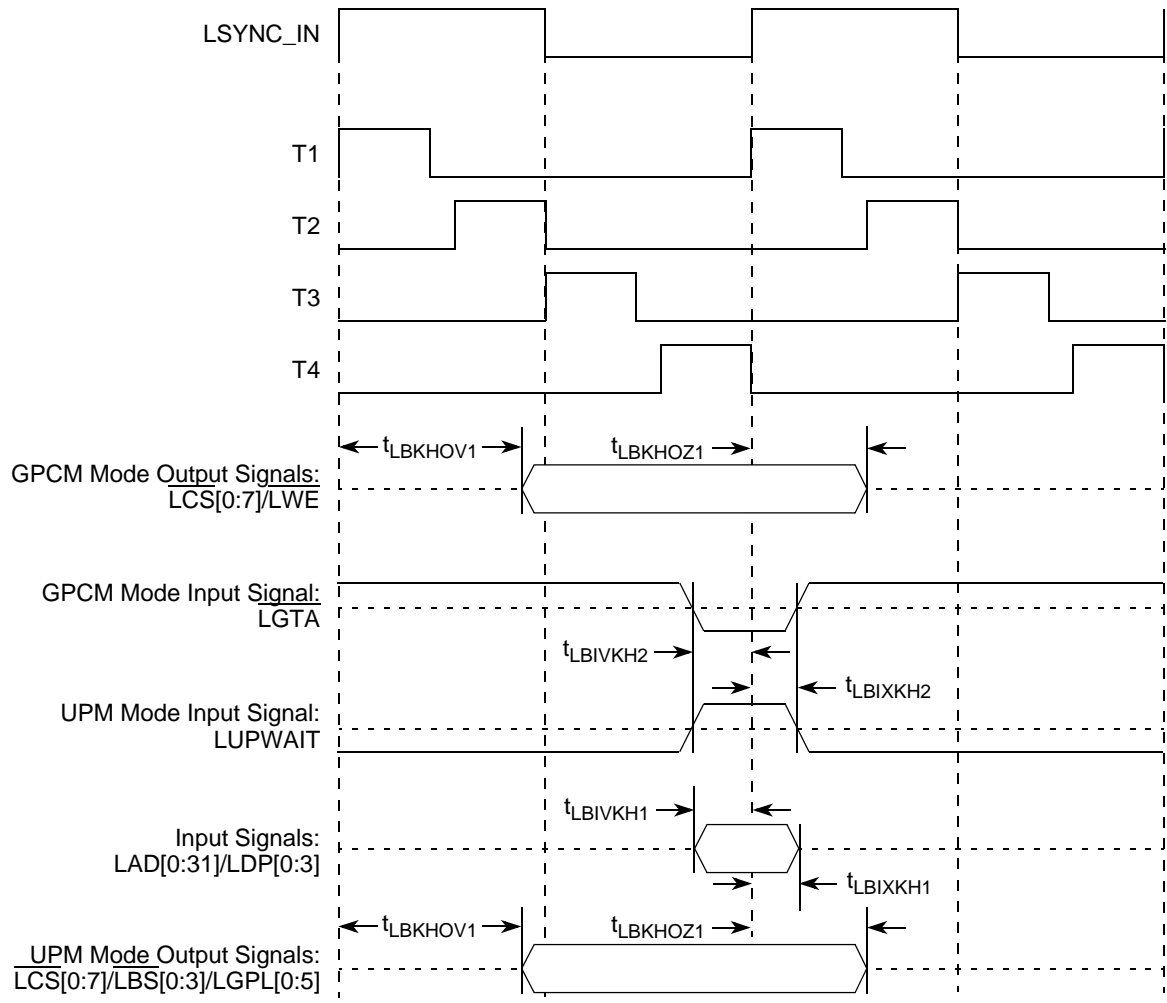 LSYNC_IN
T1
T2
T3
T4
tLBKHOV1
tLBKHOZ1
GPCM Mode Output Signals:
LCS[0:7]/LWE
GPCM Mode Input Signal:
LGTA
tLBIVKH2
tLBIXKH2
UPM Mode Input Signal:
LUPWAIT
tLBIVKH1
Input Signals:
LAD[0:31]/LDP[0:3]
tLBIXKH1
tLBKHOV1
tLBKHOZ1
UPM Mode Output Signals:
LCS[0:7]/LBS[0:3]/LGPL[0:5]